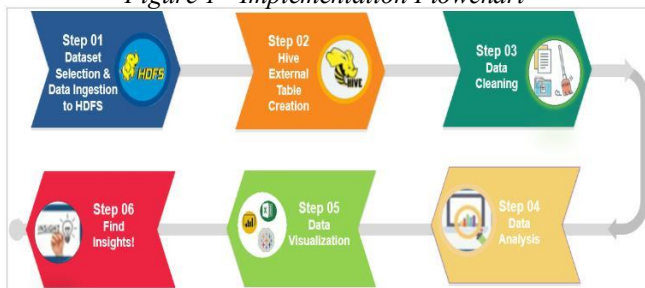 Figure 1 - Implementation Flowchart
Step 01
Dataset
Selection &
Data Ingestion
to HDFS
HDFS
Step 02
Hive
External
Table
Creation
HIVE
Step 03
Data
Cleaning
Step 04
Data
Analysis
Step 05
Data
Visualization
Step 06
Find
Insights!
INSIGHT